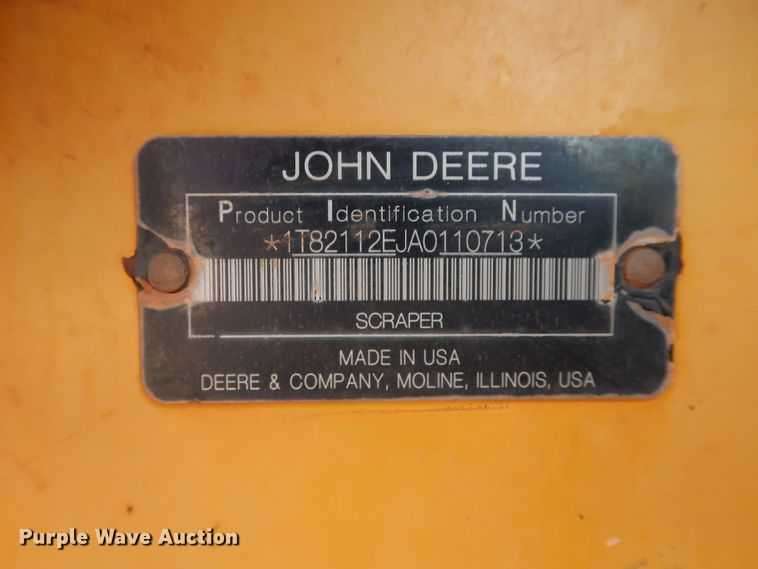 JOHN DEERE
Product Identification Number
*1T82112EJA0110713*
SCRAPER
MADE IN USA
DEERE & COMPANY, MOLINE, ILLINOIS, USA
Purple Wave Auction